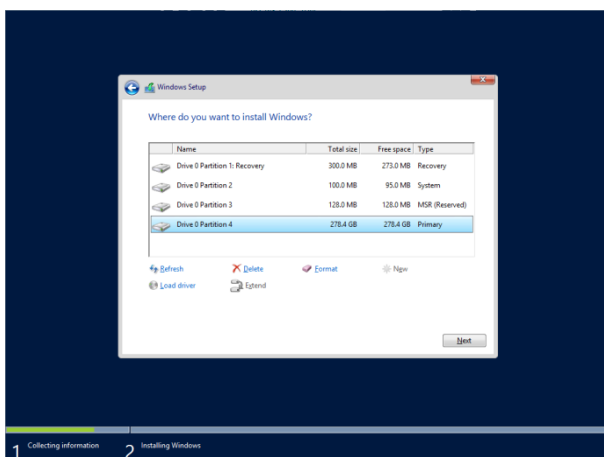 Windows Setup
Where do you want to install Windows?
Name Total size Free space Type
Drive 0 Partition 1: Recovery 300.0 MB 273.0 MB Recovery
Drive 0 Partition 2 100.0 MB 95.0 MB System
Drive 0 Partition 3 128.0 MB 128.0 MB MSR (Reserved)
Drive 0 Partition 4 278.4 GB 278.4 GB Primary
Refresh Delete Format New
Load driver Extend
Next
1 Collecting information 2 Installing Windows